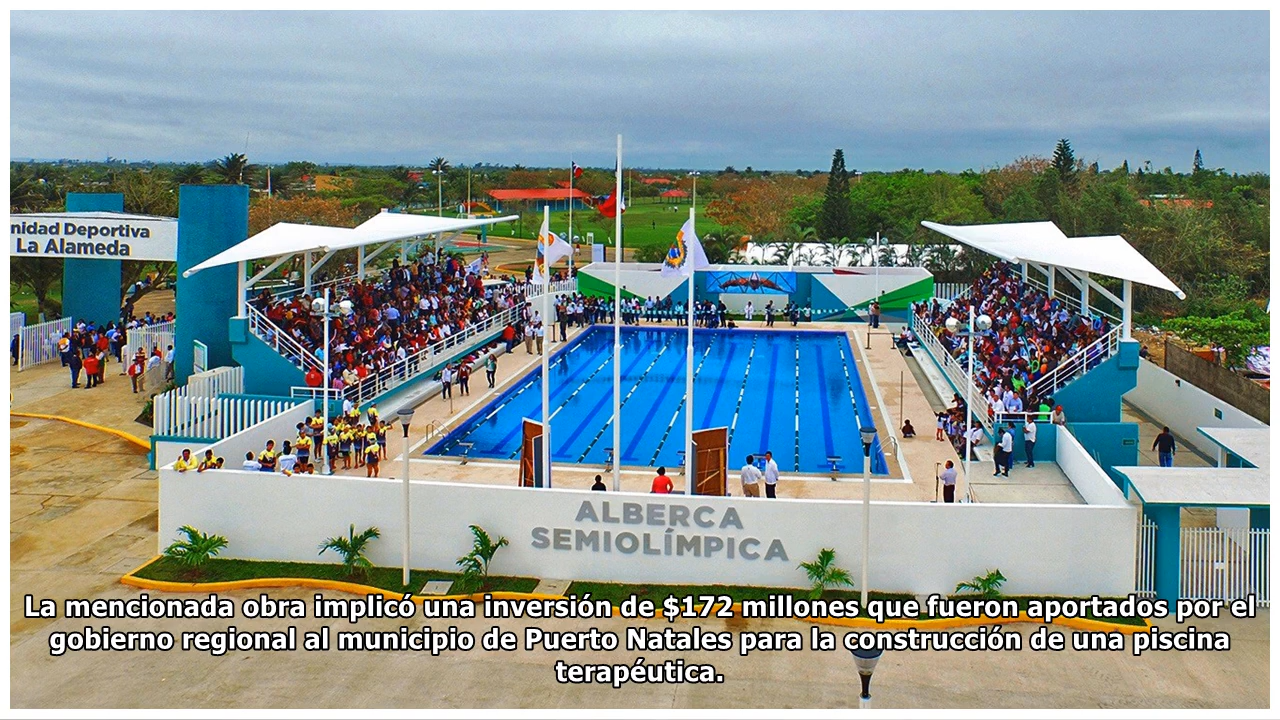 nidad Deportiva
La Alameda
ALBERCA
SEMIOLÍMPICA
La mencionada obra implicó una inversión de $172 millones que fueron aportados por el
gobierno regional al municipio de Puerto Natales para la construcción de una piscina
terapéutica.